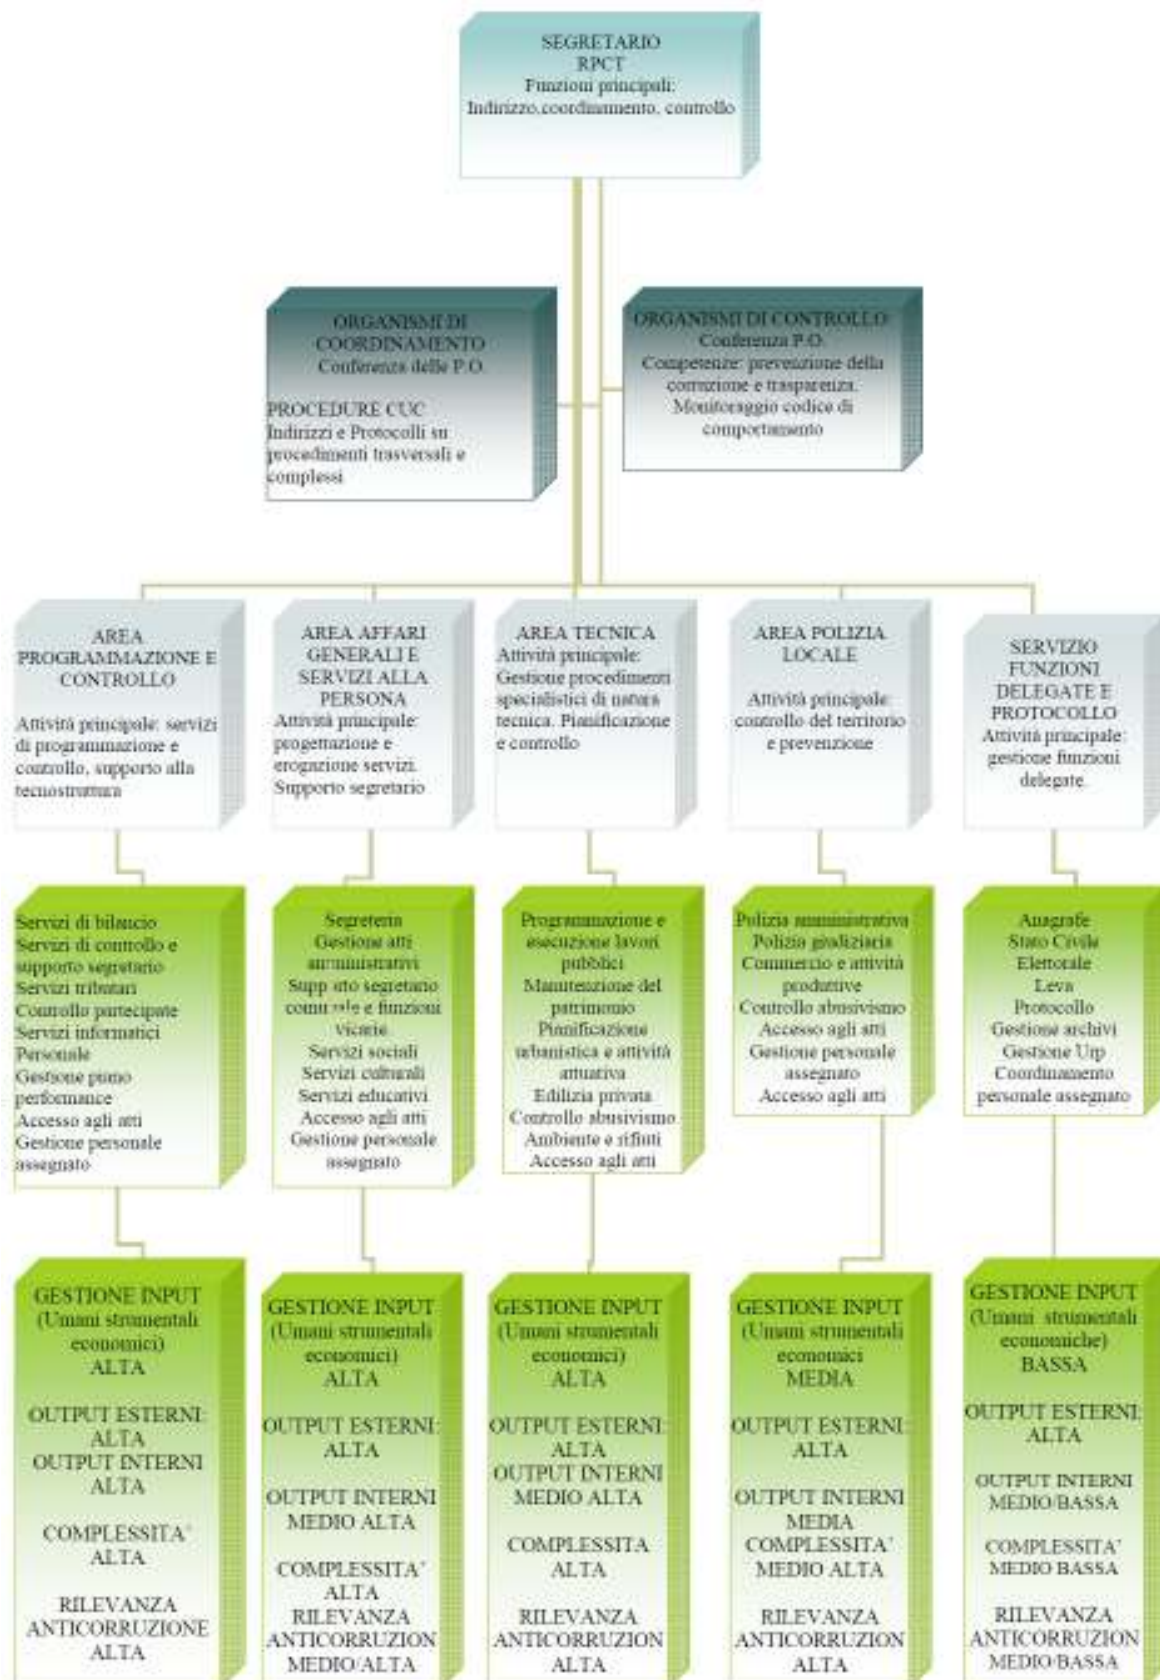 SEGRETARIO
RPCT
Funzioni principali:
Indirizzo,coordinamento, controllo
ORGANISMI DI
COORDINAMENTO
Conferenza delle P.O.
PROCEDURE CUC
Indirizzi e Protocolli su
procedimenti trasversali e
complessi
ORGANISMI DI CONTROLLO
Conferenza P.O.
Competenze: prevenzione della
corruzione e trasparenza.
Monitoraggio codice di
comportamento
AREA
PROGRAMMAZIONE E
CONTROLLO
Attività principale: servizi
di programmazione e
controllo, supporto alla
tecnostruttura
AREA AFFARI
GENERALI E
SERVIZI ALLA
PERSONA
Attività principale:
progettazione e
erogazione servizi.
Supporto segretario
AREA TECNICA
Attività principale:
Gestione procedimenti
specialistici di natura
tecnica. Pianificazione
e controllo
AREA POLIZIA
LOCALE
Attività principale:
controllo del territorio
e prevenzione
SERVIZIO
FUNZIONI
DELEGATE E
PROTOCOLLO
Attività principale:
gestione funzioni
delegate.
Servizi di bilancio
Servizi di controllo e
supporto segretario
Servizi tributari
Controllo partecipate
Servizi informatici
Personale
Gestione piano
performance
Accesso agli atti
Gestione personale
assegnato
Segreteria
Gestione atti
amministrativi
Supporto segretario
comunale e funzioni
vicarie.
Servizi sociali
Servizi culturali
Servizi educativi
Accesso agli atti
Gestione personale
assegnato
Programmazione e
esecuzione lavori
pubblici
Manutenzione del
patrimonio
Pianificazione
urbanistica e attività
attuativa
Edilizia privata
Controllo abusivismo
Ambiente e rifiuti
Accesso agli atti
Polizia amministrativa
Polizia giudiziaria
Commercio e attività
produttive
Controllo abusivismo
Accesso agli atti
Gestione personale
assegnato
Accesso agli atti
Anagrafe
Stato Civile
Elettorale
Leva
Protocollo
Gestione archivi
Gestione Urp
Coordinamento
personale assegnato
GESTIONE INPUT
(Umani strumentali
economici)
ALTA
OUTPUT ESTERNI:
ALTA
OUTPUT INTERNI
ALTA
COMPLESSITA'
ALTA
RILEVANZA
ANTICORRUZIONE
ALTA
GESTIONE INPUT
(Umani strumentali
economici)
ALTA
OUTPUT ESTERNI:
ALTA
OUTPUT INTERNI
MEDIO ALTA
COMPLESSITA'
ALTA
RILEVANZA
ANTICORRUZION
MEDIO/ALTA
GESTIONE INPUT
(Umani strumentali
economici)
ALTA
OUTPUT ESTERNI:
ALTA
OUTPUT INTERNI
MEDIO ALTA
COMPLESSITA
ALTA
RILEVANZA
ANTICORRUZION
ALTA
GESTIONE INPUT
(Umani strumentali
economici
MEDIA
OUTPUT ESTERNI:
ALTA
OUTPUT INTERNI
MEDIA
COMPLESSITA'
MEDIO ALTA
RILEVANZA
ANTICORRUZION
ALTA
GESTIONE INPUT
(Umani strumentali
economiche)
BASSA
OUTPUT ESTERNI:
ALTA
OUTPUT INTERNI
MEDIO/BASSA
COMPLESSITA'
MEDIO BASSA
RILEVANZA
ANTICORRUZION
MEDIO/BASSA